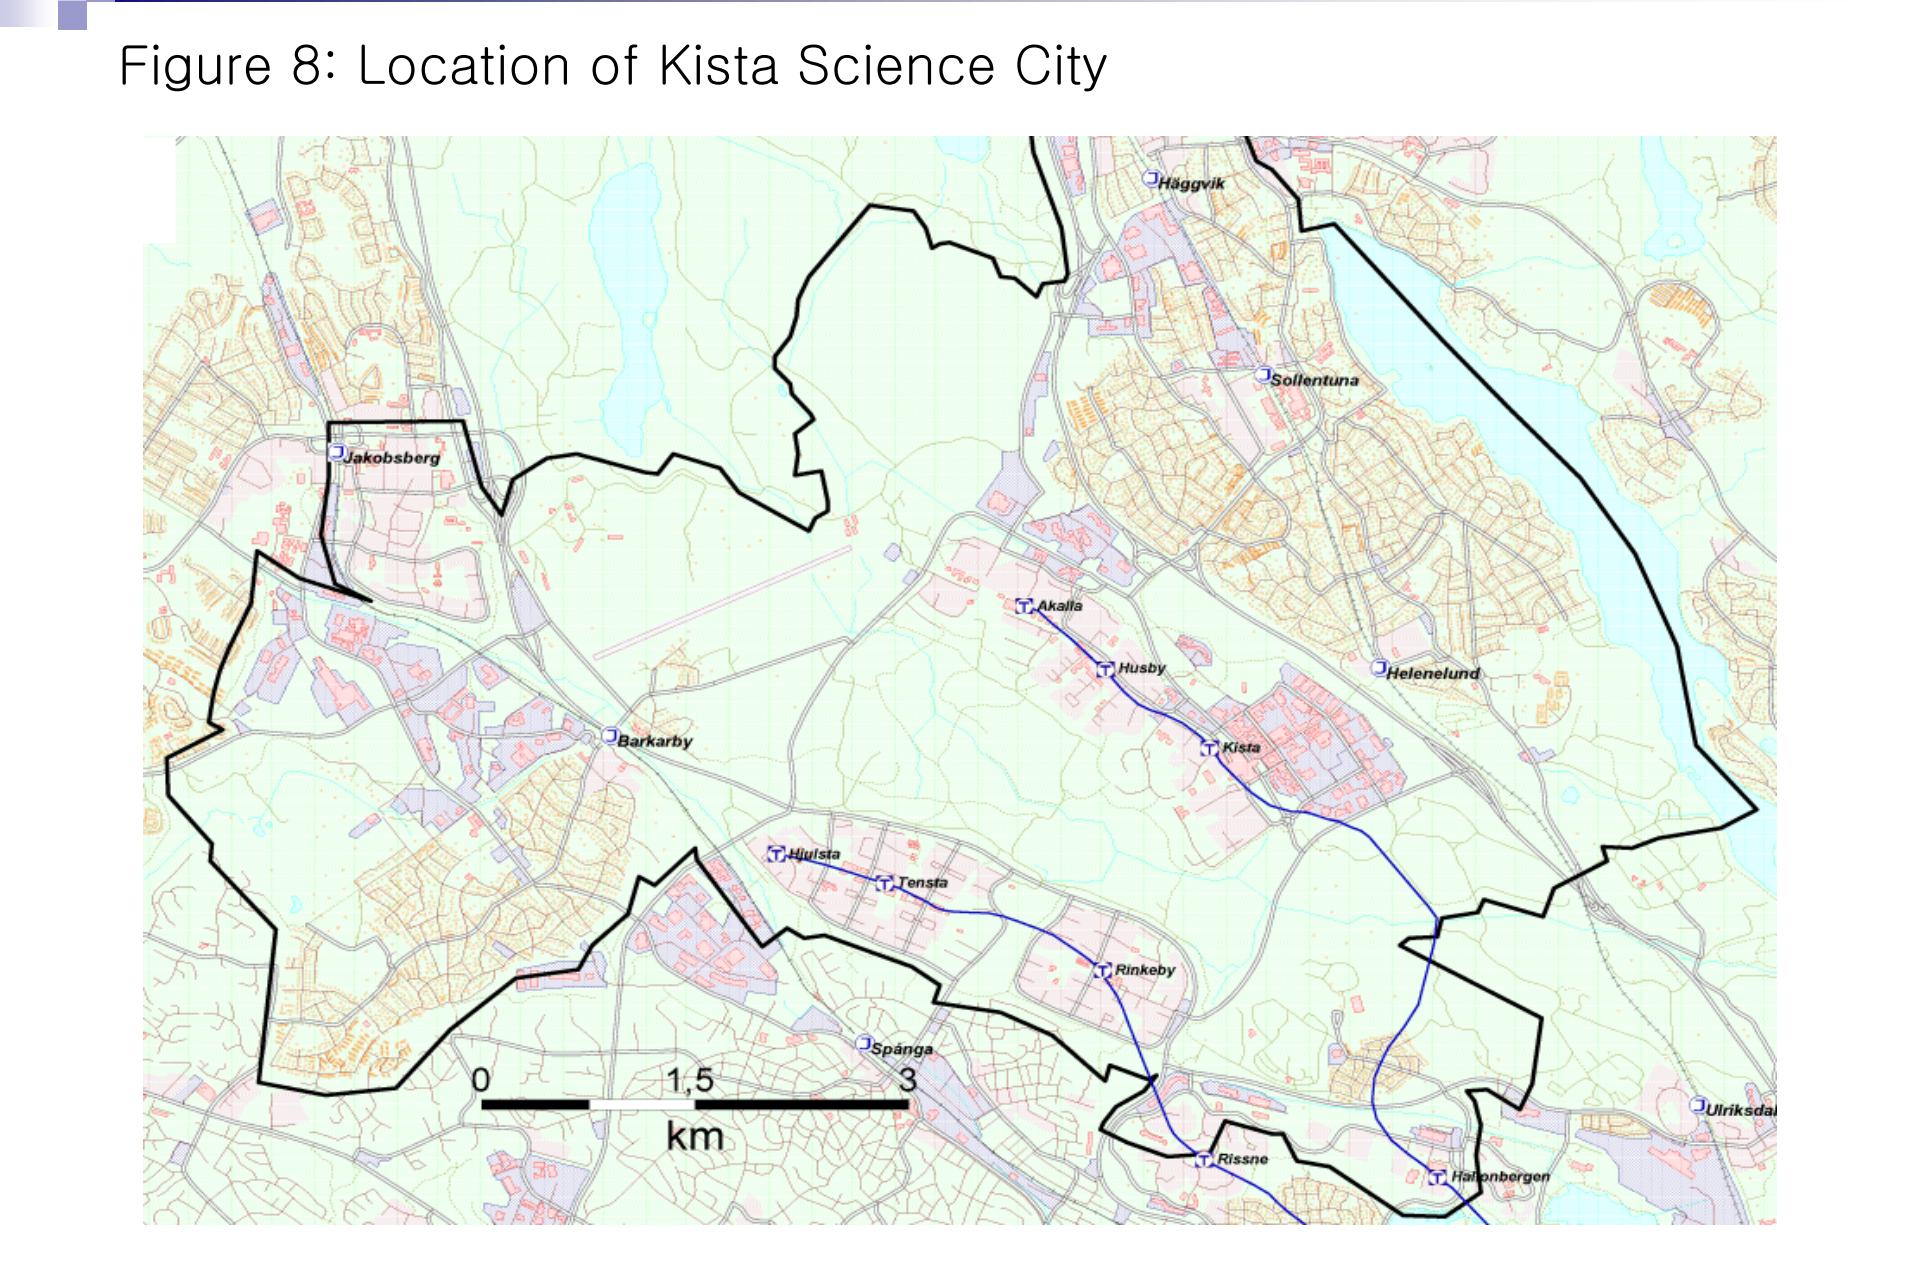 Figure 8: Location of Kista Science City
Häggvik
Sollentuna
Jakobsberg
Akalla
Husby
Helenelund
Barkarby
Kista
Hjulsta
Tensta
Rinkeby
Spånga
0 1,5 3
km
Ulriksdal
Rissne
Hallonbergen